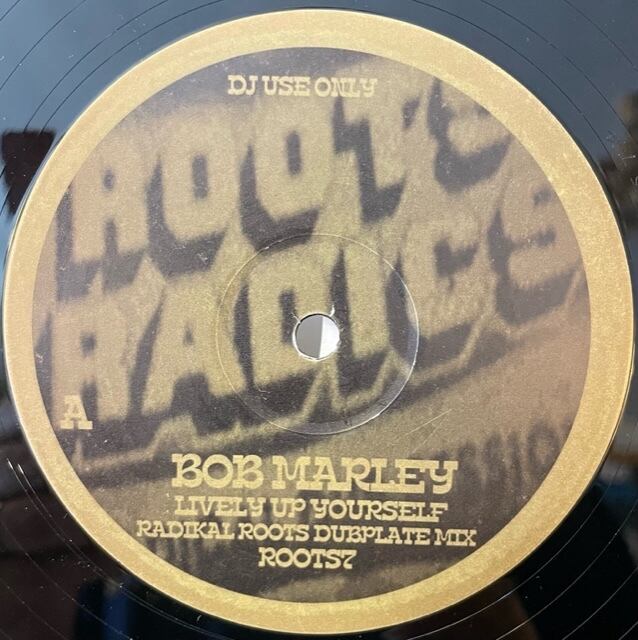 DJ USE ONLY
ROOTS
RADICS
A
BOB MARLEY
LIVELY UP YOURSELF
RADIKAL ROOTS DUBPLATE MIX
ROOTS7